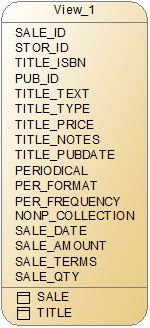 View_1
SALE_ID
STOR_ID
TITLE_ISBN
PUB_ID
TITLE_TEXT
TITLE_TYPE
TITLE_PRICE
TITLE_NOTES
TITLE_PUBDATE
PERIODICAL
PER_FORMAT
PER_FREQUENCY
NONP_COLLECTION
SALE_DATE
SALE_AMOUNT
SALE_TERMS
SALE_QTY
SALE
TITLE